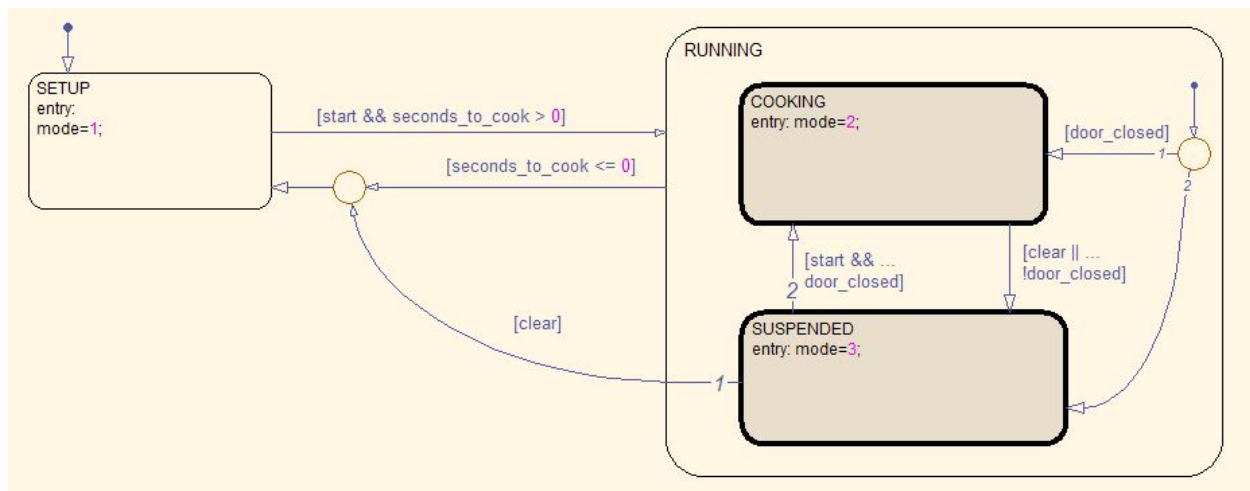 RUNNING
SETUP
entry:
mode=1;
[start && seconds_to_cook > 0]
[seconds_to_cook <= 0]
COOKING
entry: mode=2;
[door_closed]
1
2
[start && ...
door_closed]
2
[clear || ...
!door_closed]
[clear]
1
SUSPENDED
entry: mode=3;